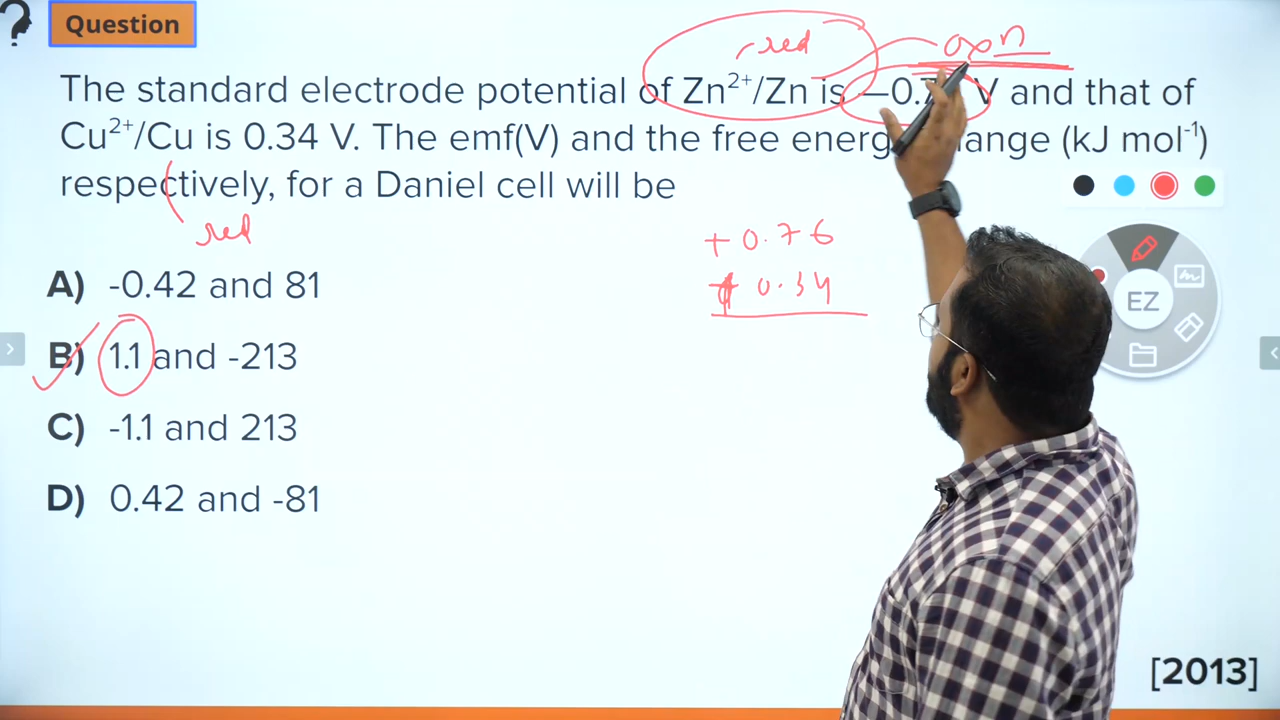 Question
red
oxn
The standard electrode potential of Zn²⁺/Zn is −0.7 V and that of
Cu²⁺/Cu is 0.34 V. The emf(V) and the free energ ange (kJ mol⁻¹)
respectively, for a Daniel cell will be
red
+ 0.76
+ 0.34
A) -0.42 and 81
B) 1.1 and -213
EZ
C) -1.1 and 213
D) 0.42 and -81
[2013]